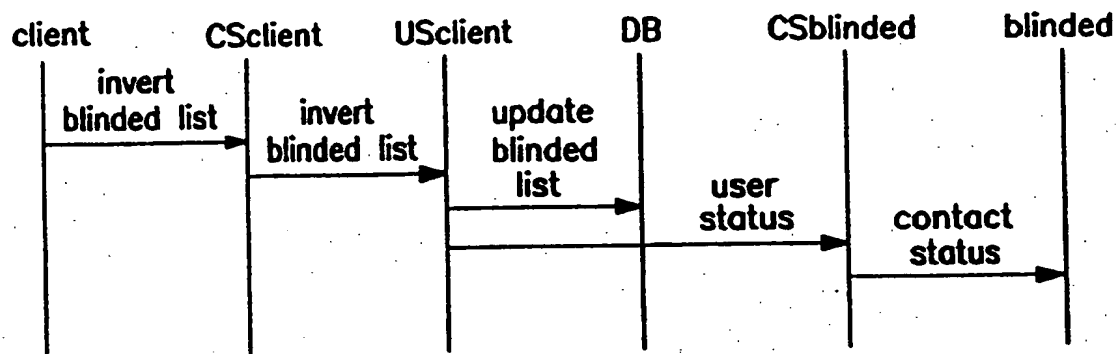 client CSclient USclient DB CSblinded blinded
invert
blinded list
invert
blinded list
update
blinded
list
user
status
contact
status